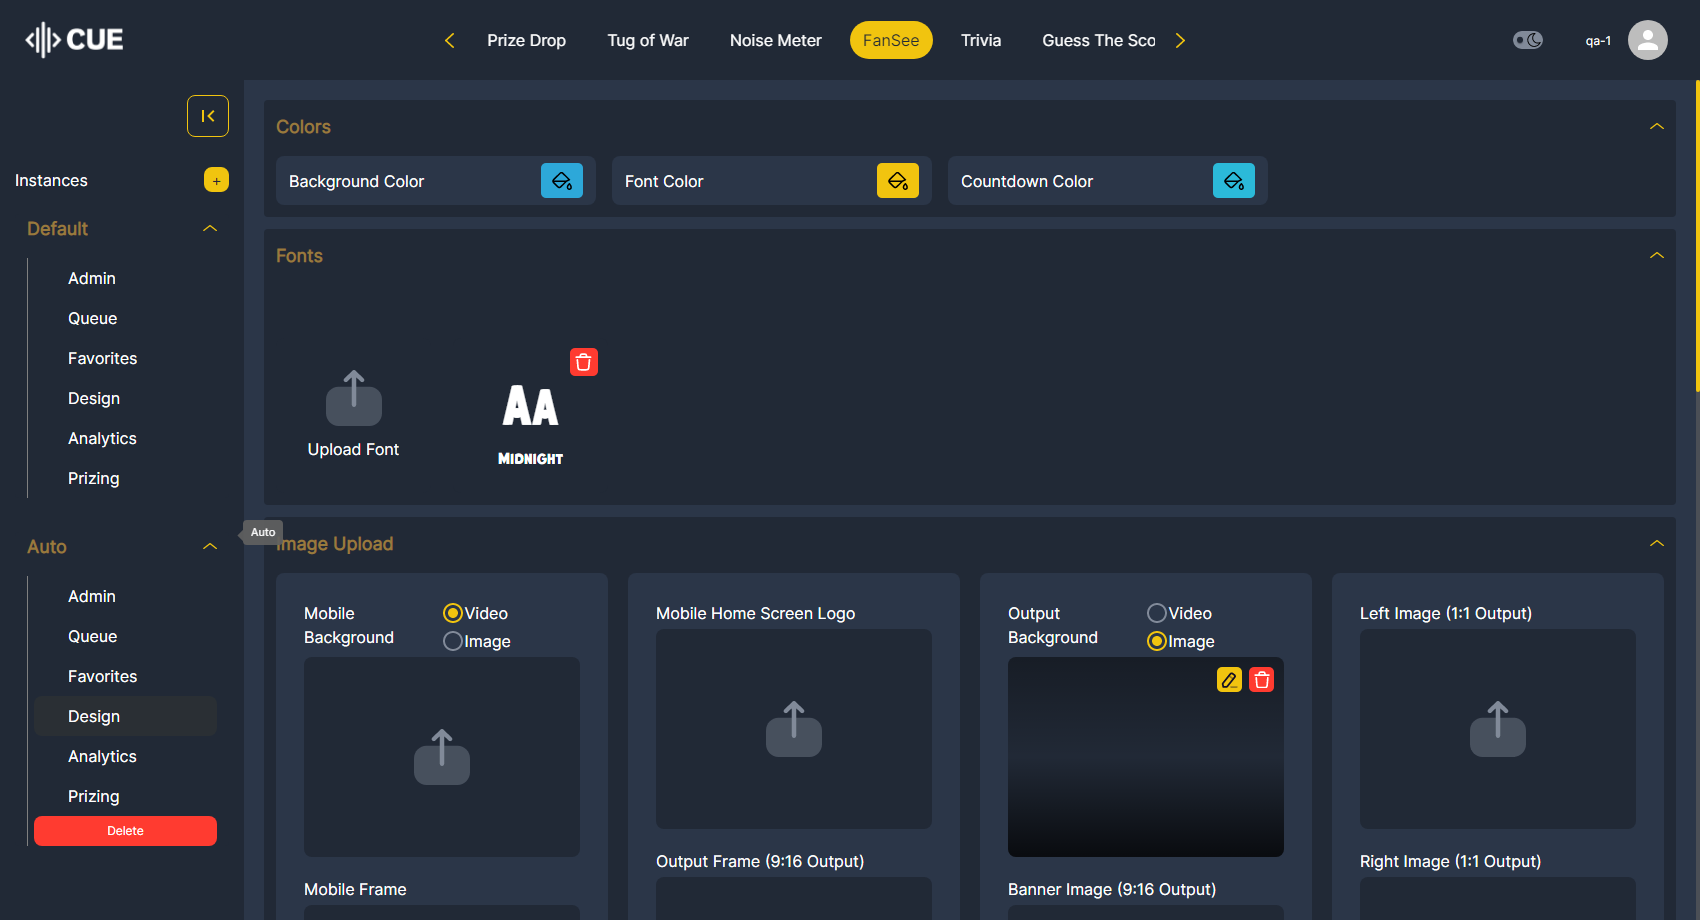 CUE
Prize Drop
Tug of War
Noise Meter
FanSee
Trivia
Guess The Sco
qa-1
Instances
+
Default
Admin
Queue
Favorites
Design
Analytics
Prizing
Auto
Admin
Queue
Favorites
Design
Analytics
Prizing
Delete
Auto
Colors
Background Color
Font Color
Countdown Color
Fonts
Upload Font
AA
MIDNIGHT
Image Upload
Mobile
Background
Video
Image
Mobile Frame
Mobile Home Screen Logo
Output Frame (9:16 Output)
Output
Background
Video
Image
Banner Image (9:16 Output)
Left Image (1:1 Output)
Right Image (1:1 Output)